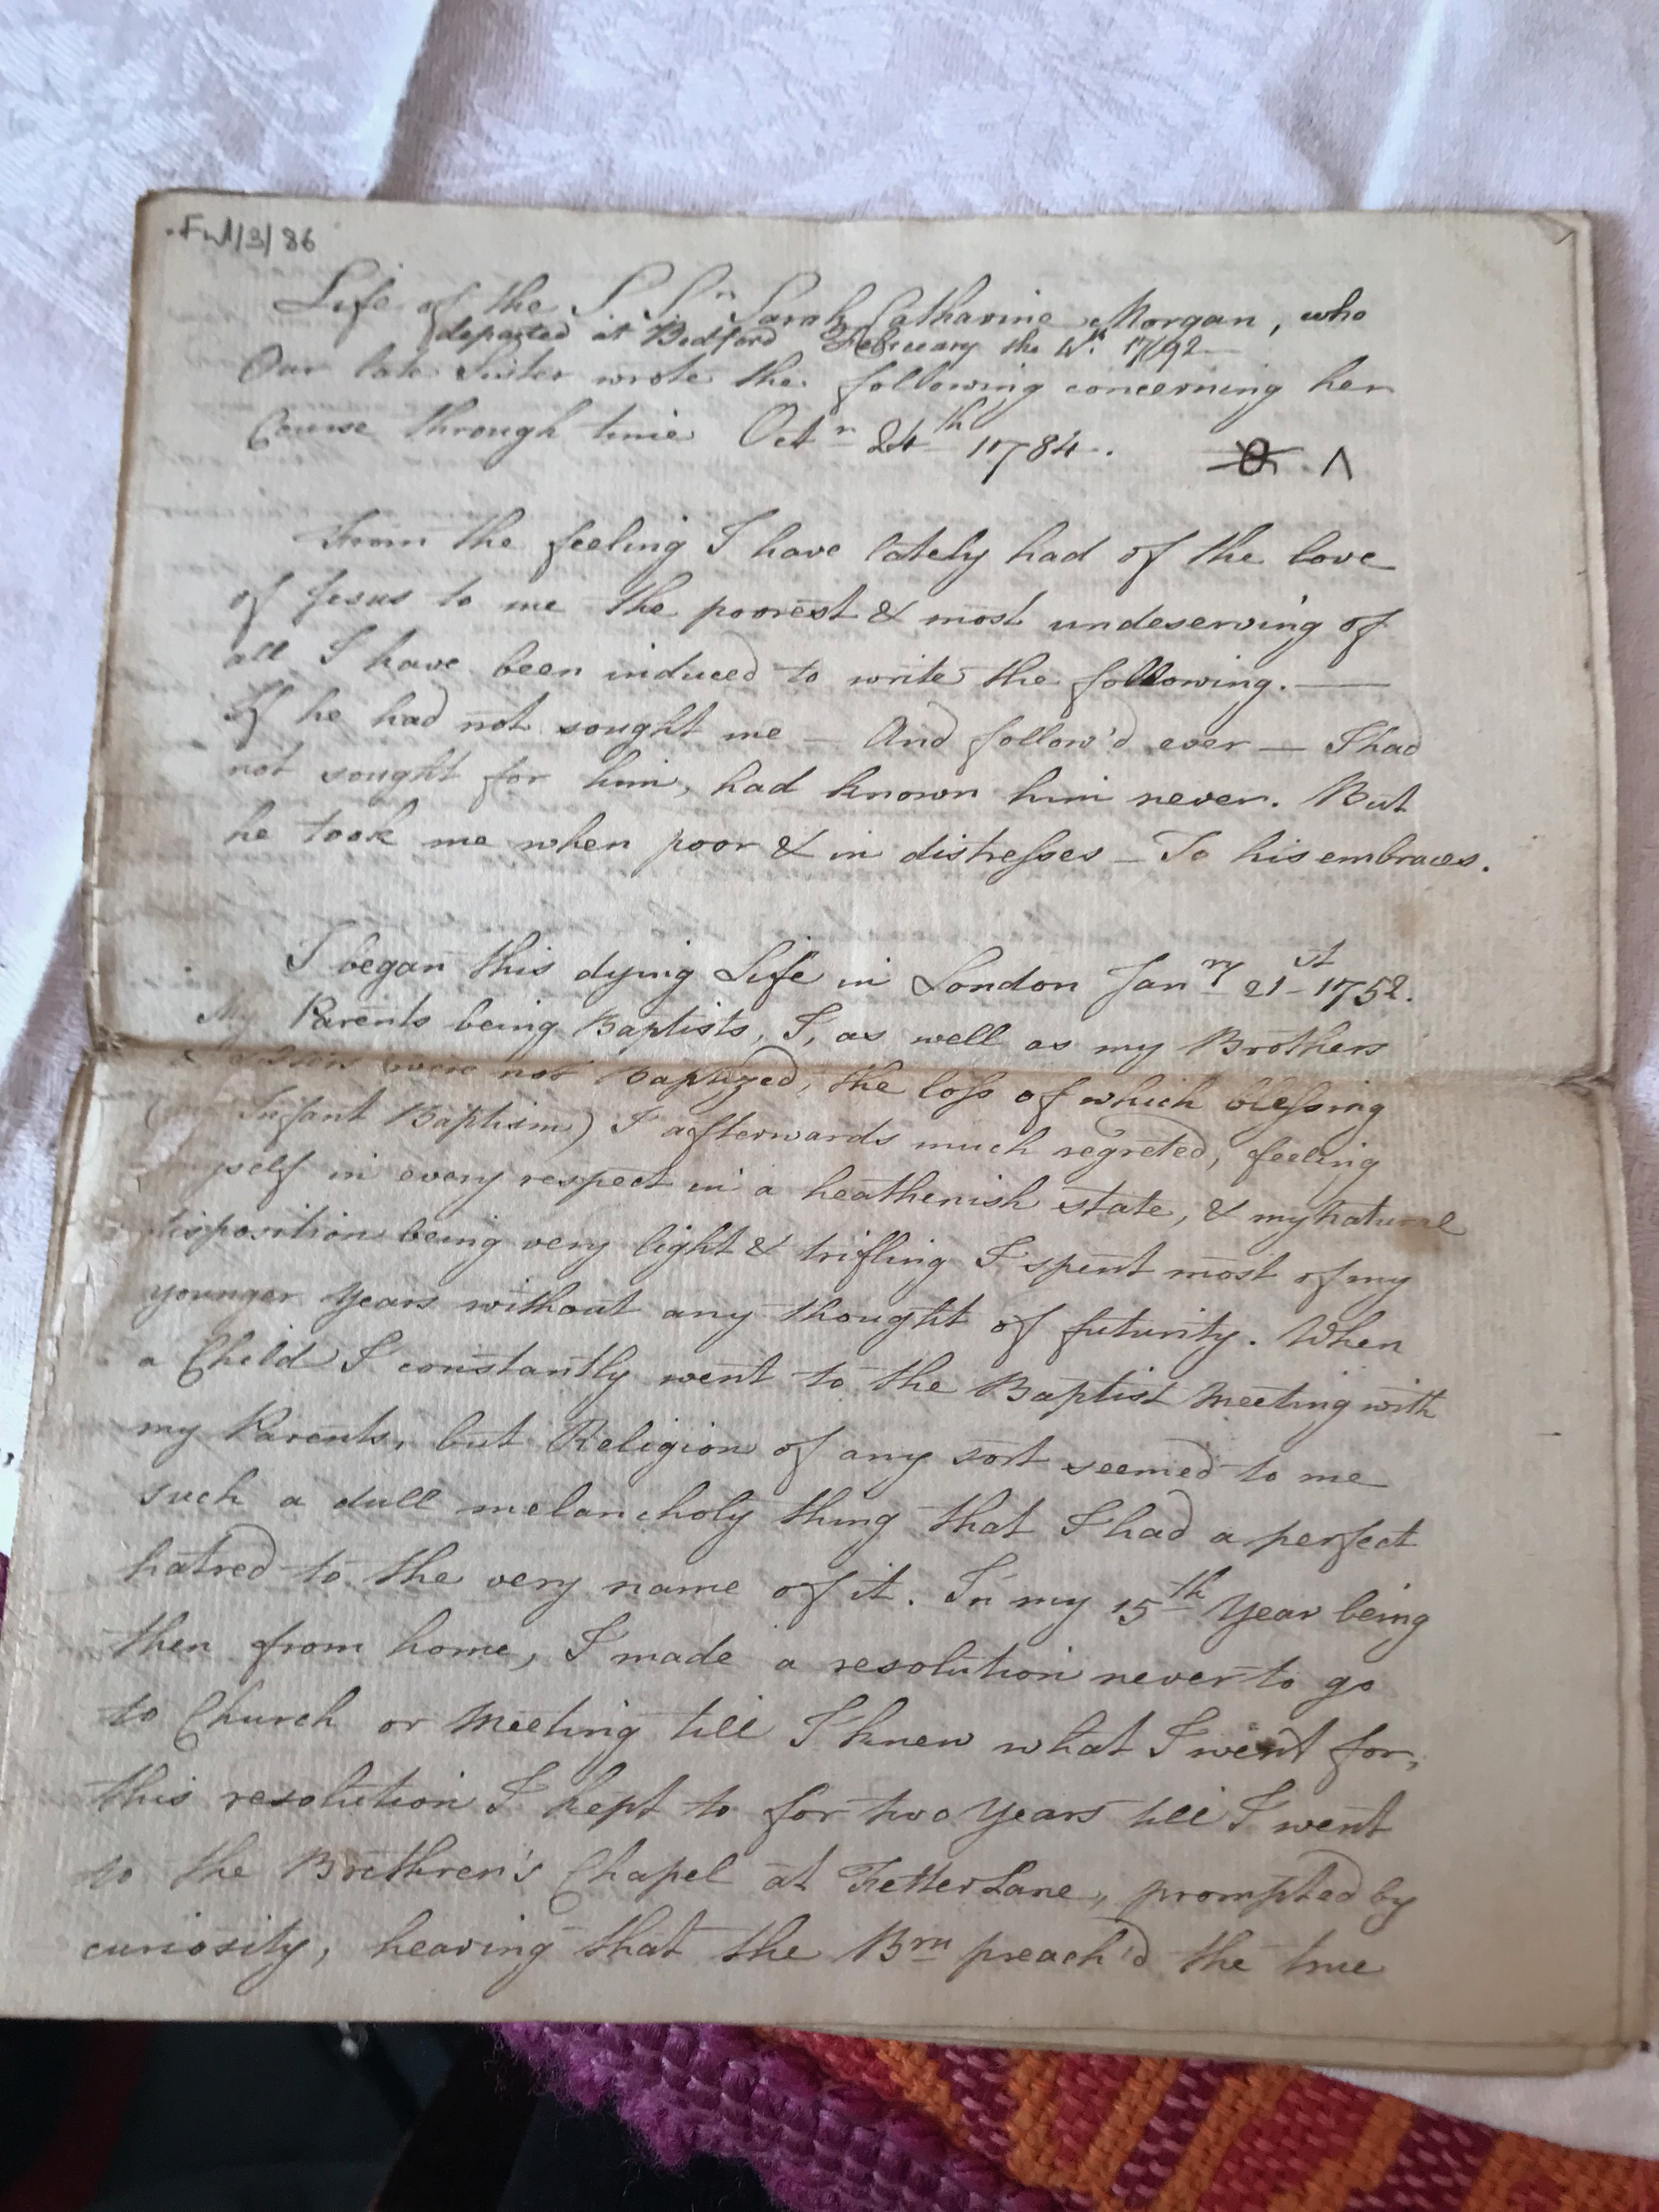 Ful/3/86
Life of the S. Srn Sarah Catharine Morgan, who
departed at Bedford February the 4th 1792
Our late Sister wrote the following concerning her
Course through time Octr 24th 1784.
From the feeling I have lately had of the love
of Jesus to me the poorest & most undeserving of
all I have been induced to write the following. —
If he had not sought me — And follow'd ever — I had
not sought for him, had known him never. But
he took me when poor & in distresses — To his embraces.
I began this dying Life in London Janry 21st 1752.
My Parents being Baptists, I, as well as my Brothers
& Sisters were not Baptized, the loss of which blessing
Infant Baptism) I afterwards much regreted, feeling
myself in every respect in a heathenish state, & my natural
disposition being very light & trifling I spent most of my
younger Years without any thought of futurity. When
a Child I constantly went to the Baptist Meeting with
my Parents, but Religion of any sort seemed to me
such a dull melancholy thing that I had a perfect
hatred to the very name of it. In my 15th Year being
then from home, I made a resolution never to go
to Church or Meeting till I knew what I went for,
this resolution I kept to for two Years till I went
to the Brethren's Chapel at Fetter Lane, prompted by
curiosity, hearing that the Brn preach'd the true